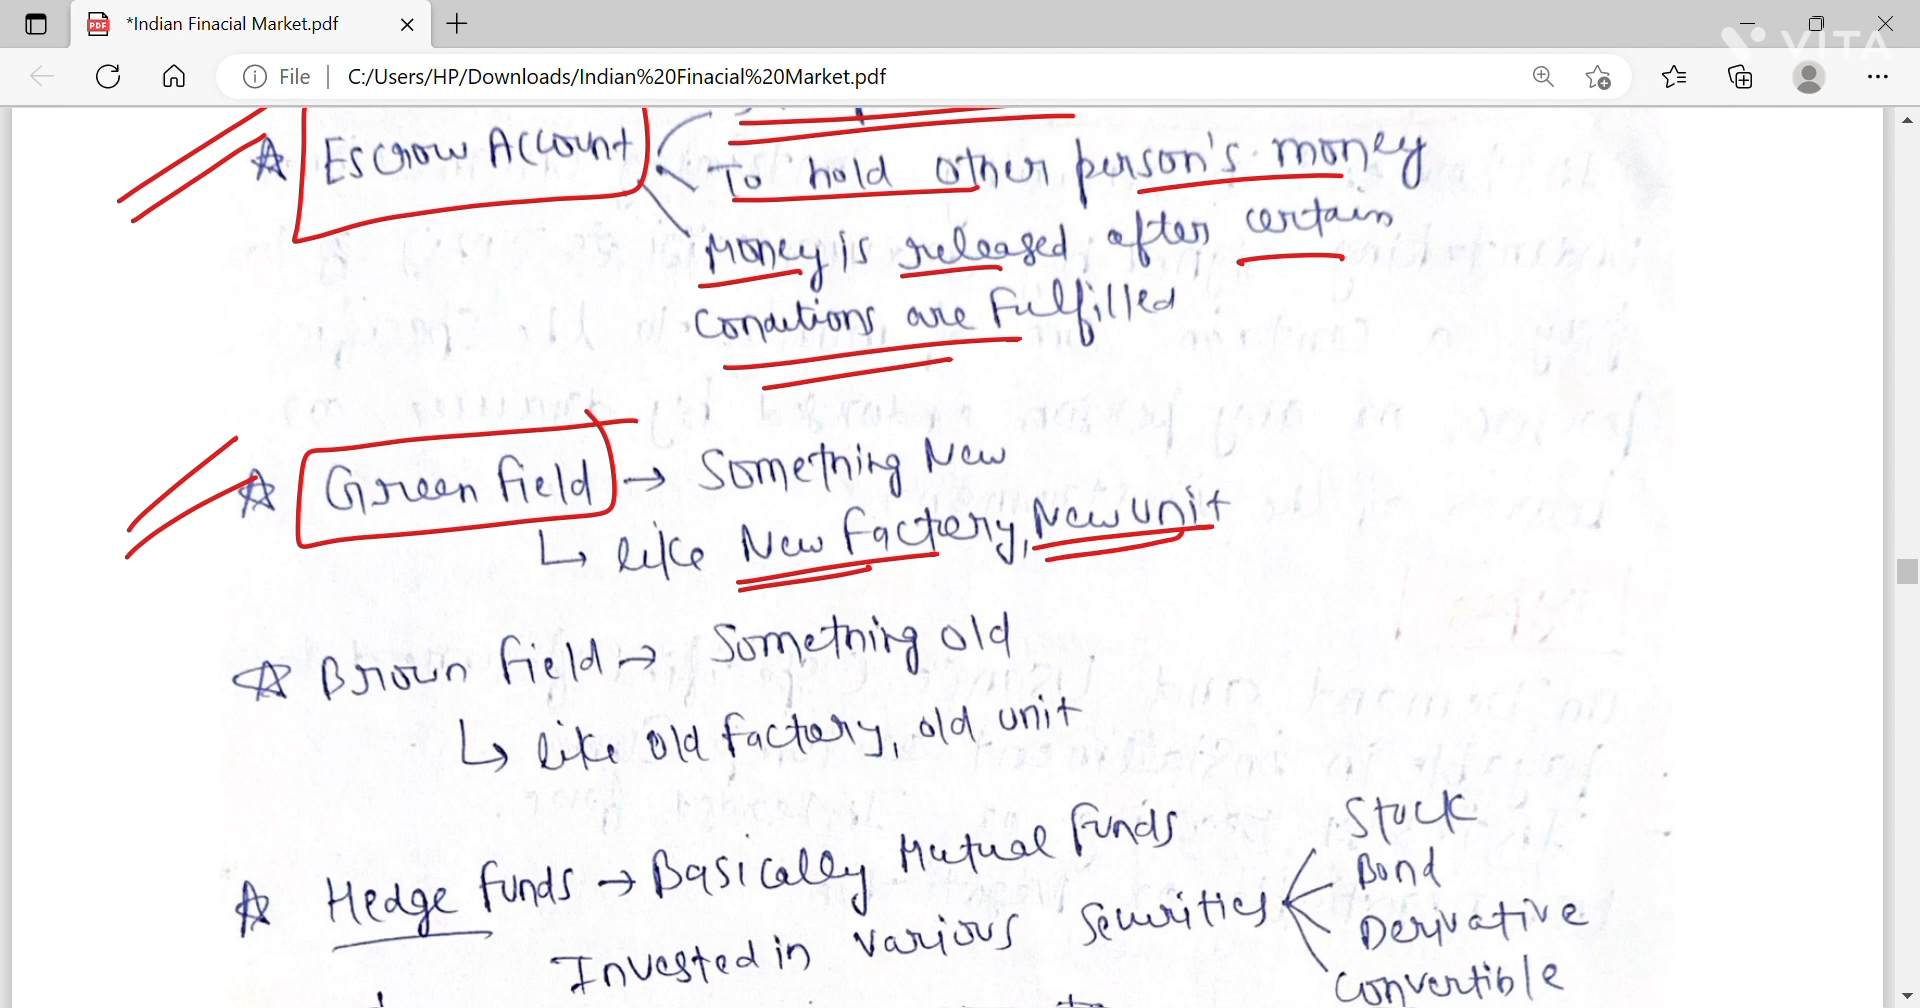 *Indian Finacial Market.pdf
VITA
File
C:/Users/HP/Downloads/Indian%20Finacial%20Market.pdf
Escrow Account
To hold other person's money
Money is released after certain
conditions are Fulfilled
Green field → Something New
like New Factory, New unit
Brown field → Something old
like old factory, old unit
Hedge funds → Basically Mutual Funds
Invested in various securities
Stock
Bond
Derivative
Convertible